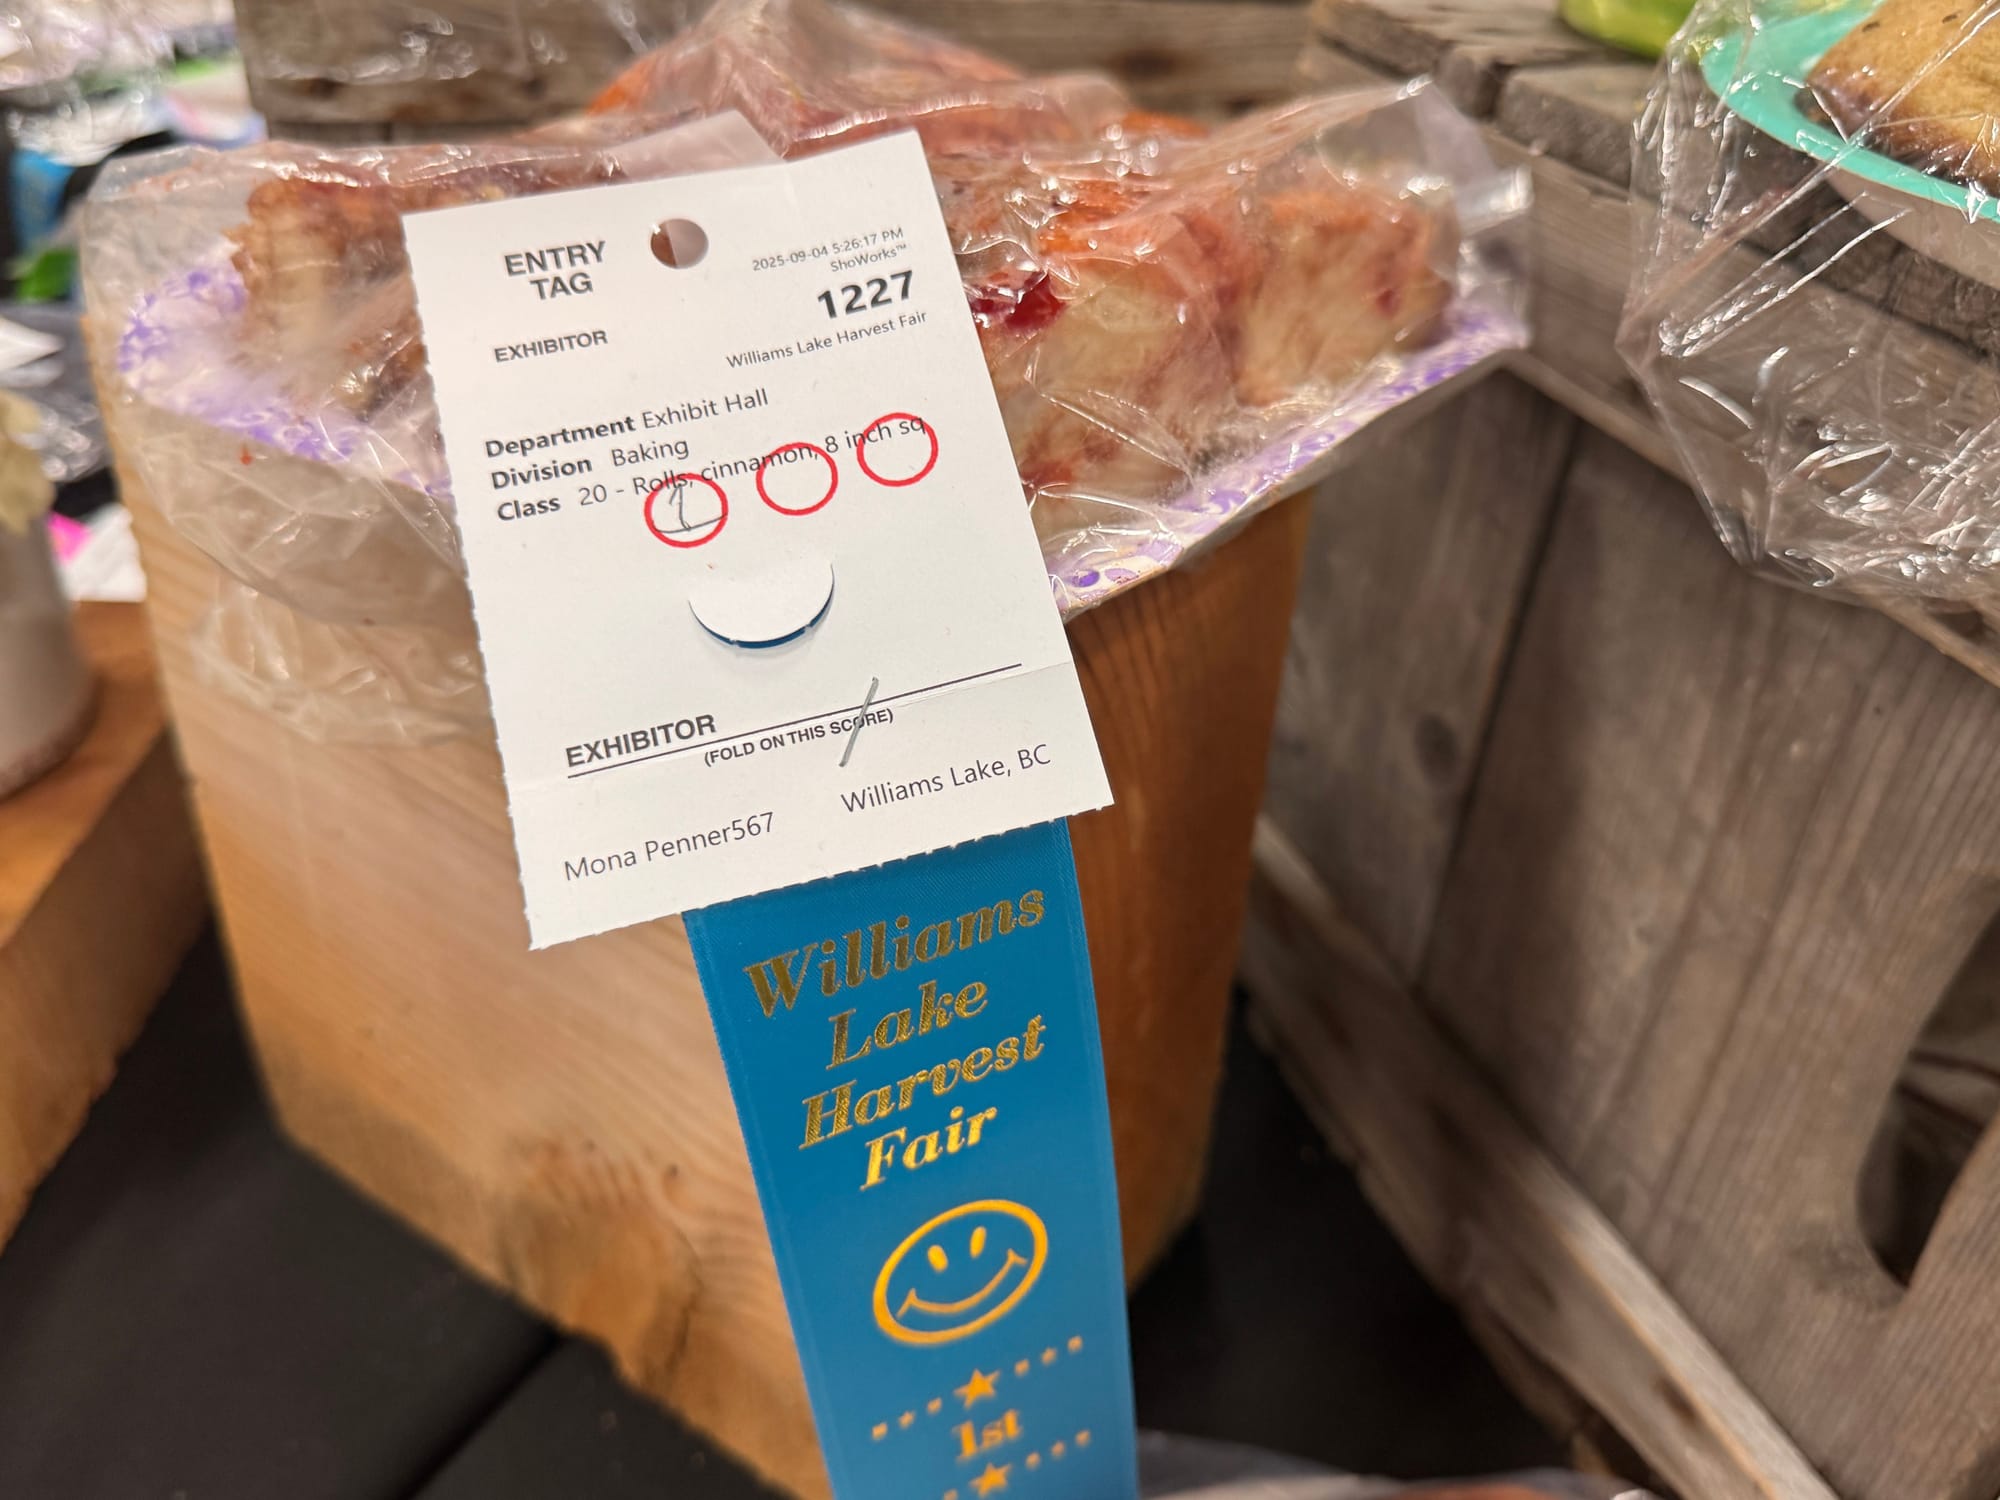 ENTRY
TAG
2025-09-04 5:26:17 PM
ShoWorks™
1227
EXHIBITOR
Williams Lake Harvest Fair
Department Exhibit Hall
Division Baking
Class 20 - Rolls, cinnamon, 8 inch sq
1
EXHIBITOR
(FOLD ON THIS SCORE)
Mona Penner567 Williams Lake, BC
Williams
Lake
Harvest
Fair
1st